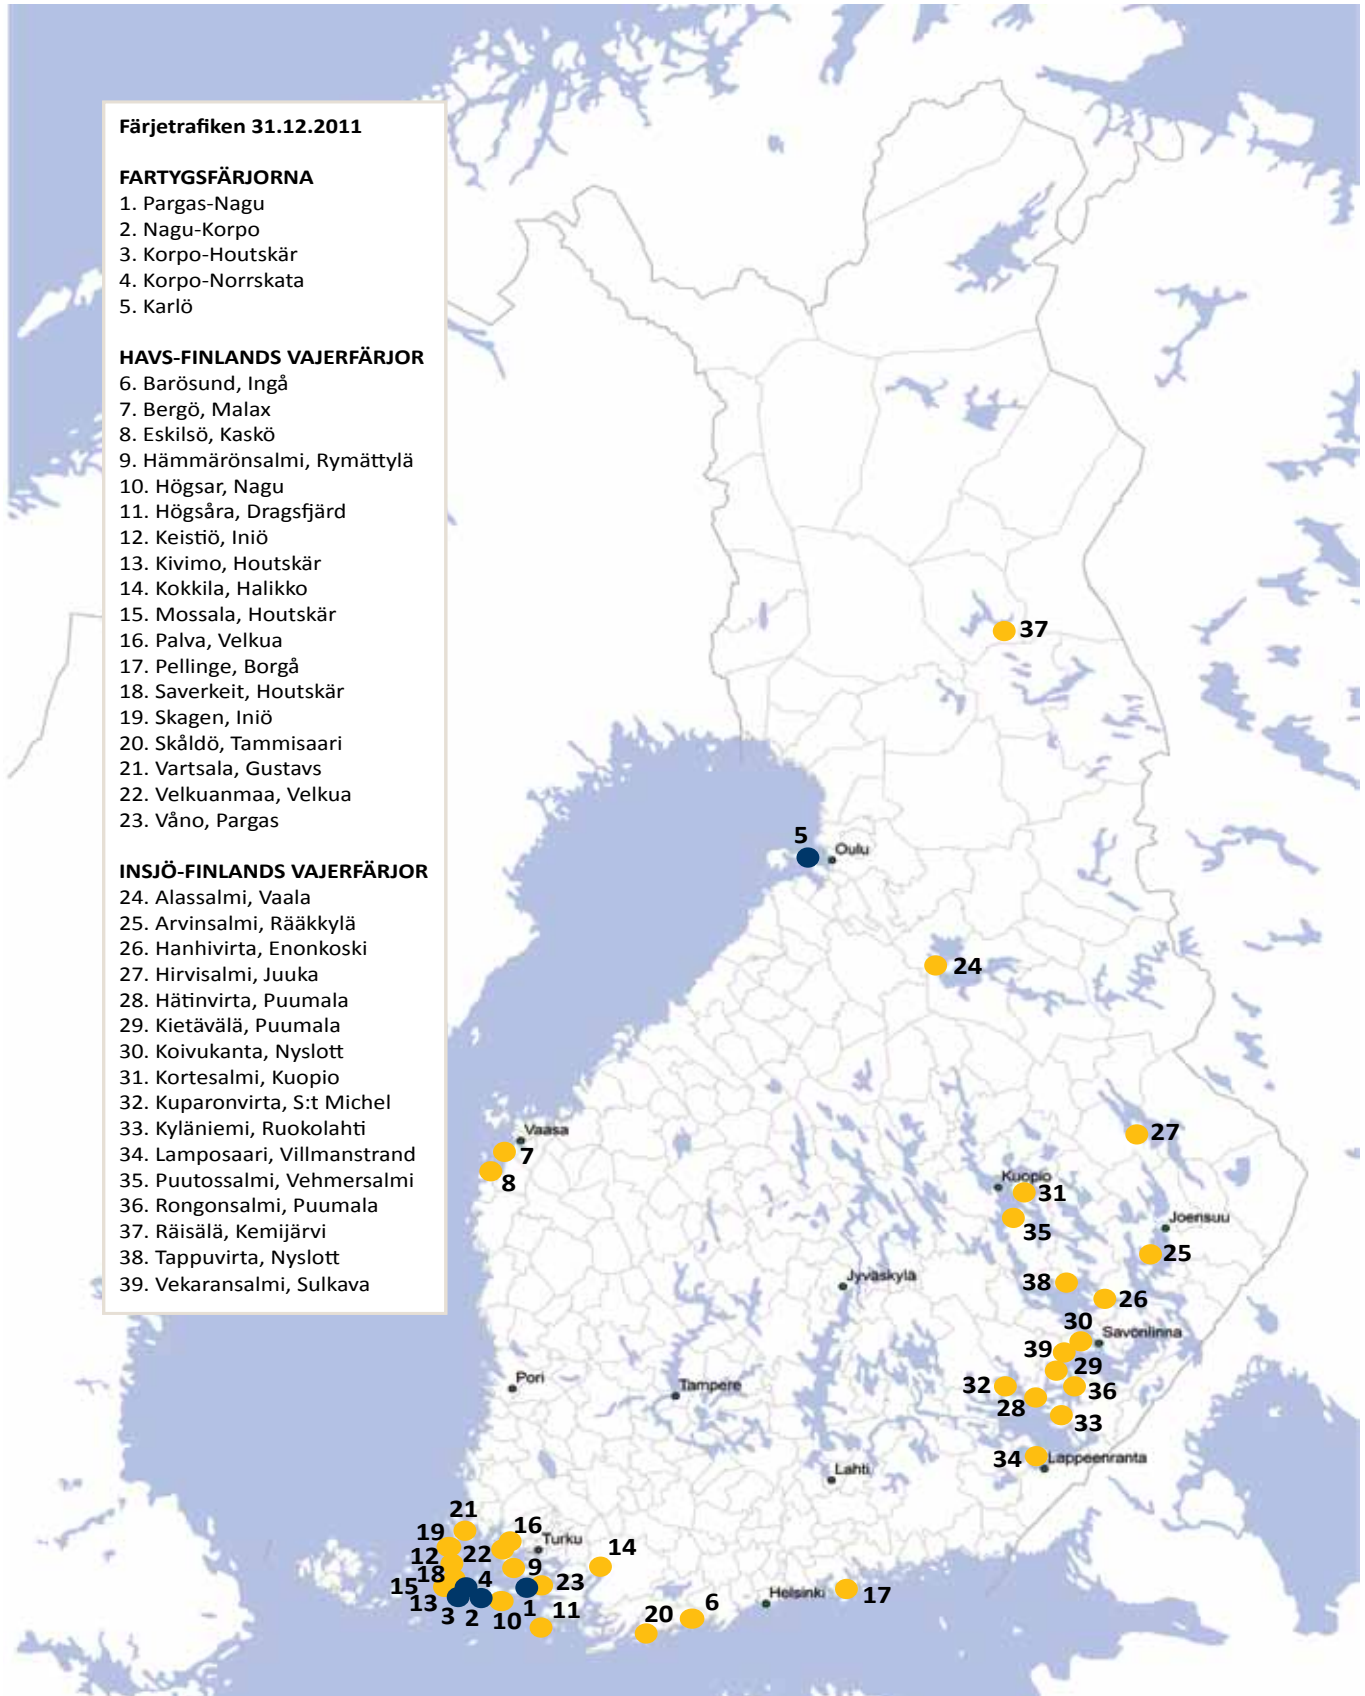 Färjetrafiken 31.12.2011
FARTYGSFÄRJORNA
1. Pargas-Nagu
2. Nagu-Korpo
3. Korpo-Houtskär
4. Korpo-Norrskata
5. Karlö
HAVS-FINLANDS VAJERFÄRJOR
6. Barösund, Ingå
7. Bergö, Malax
8. Eskilsö, Kaskö
9. Hämmärönsalmi, Rymättylä
10. Högsar, Nagu
11. Högsåra, Dragsfjärd
12. Keistiö, Iniö
13. Kivimo, Houtskär
14. Kokkila, Halikko
15. Mossala, Houtskär
16. Palva, Velkua
17. Pellinge, Borgå
18. Saverkeit, Houtskär
19. Skagen, Iniö
20. Skåldö, Tammisaari
21. Vartsala, Gustavs
22. Velkuanmaa, Velkua
23. Våno, Pargas
INSJÖ-FINLANDS VAJERFÄRJOR
24. Alassalmi, Vaala
25. Arvinsalmi, Rääkkylä
26. Hanhivirta, Enonkoski
27. Hirvisalmi, Juuka
28. Hätinvirta, Puumala
29. Kietävälä, Puumala
30. Koivukanta, Nyslott
31. Kortesalmi, Kuopio
32. Kuparonvirta, S:t Michel
33. Kyläniemi, Ruokolahti
34. Lamposaari, Villmanstrand
35. Puutossalmi, Vehmersalmi
36. Rongonsalmi, Puumala
37. Räisälä, Kemijärvi
38. Tappuvirta, Nyslott
39. Vekaransalmi, Sulkava
37
5
Oulu
24
Vaasa
7
8
27
Kuopio
31
35
Joensuu
25
Jyväskylä
38
26
30
Savonlinna
39
29
Pori
Tampere
32
36
28
33
34
Lappeenranta
Lahti
21
19
16
Turku
12
22
14
18
9
15
4
23
13
3
2
10
1
11
20
6
Helsinki
17